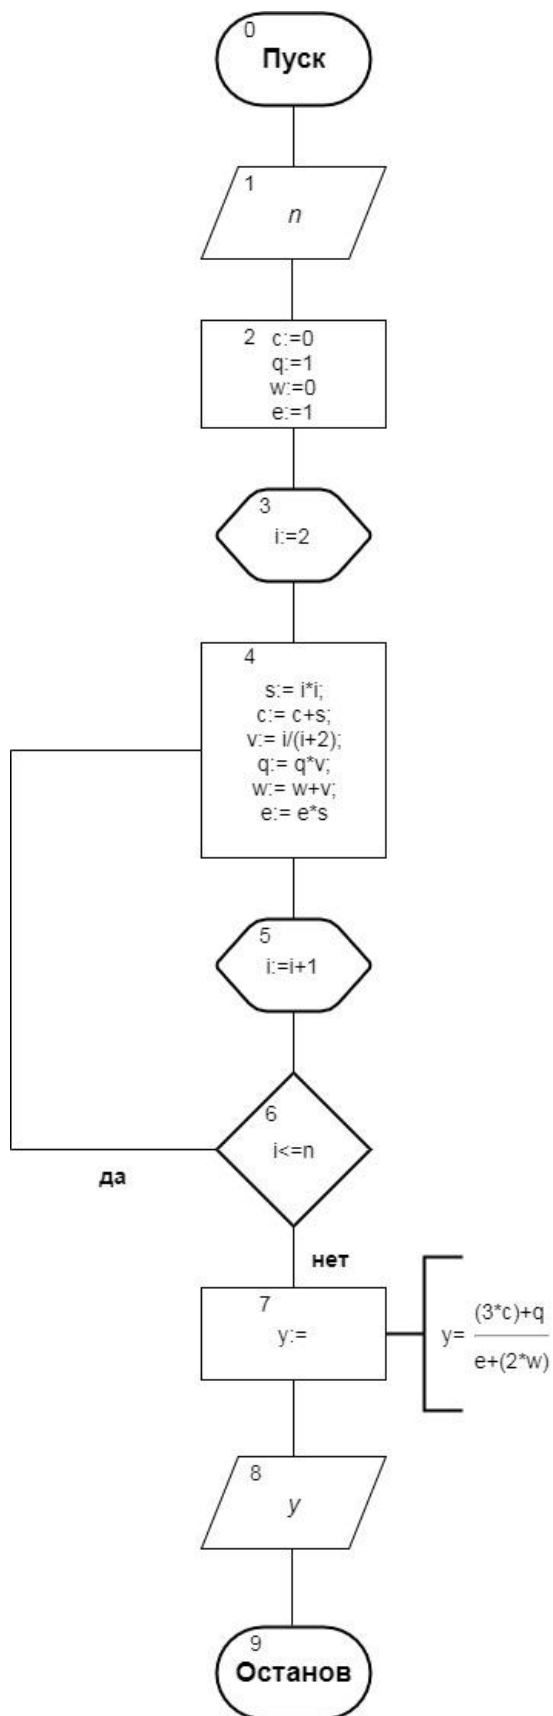 0
Пуск
1
n
2 c:=0
q:=1
w:=0
e:=1
3
i:=2
4
s:= i*i;
c:= c+s;
v:= i/(i+2);
q:= q*v;
w:= w+v;
e:= e*s
5
i:=i+1
6
i<=n
да
нет
7
y:=
(3*c)+q
y=
e+(2*w)
8
y
9
Останов